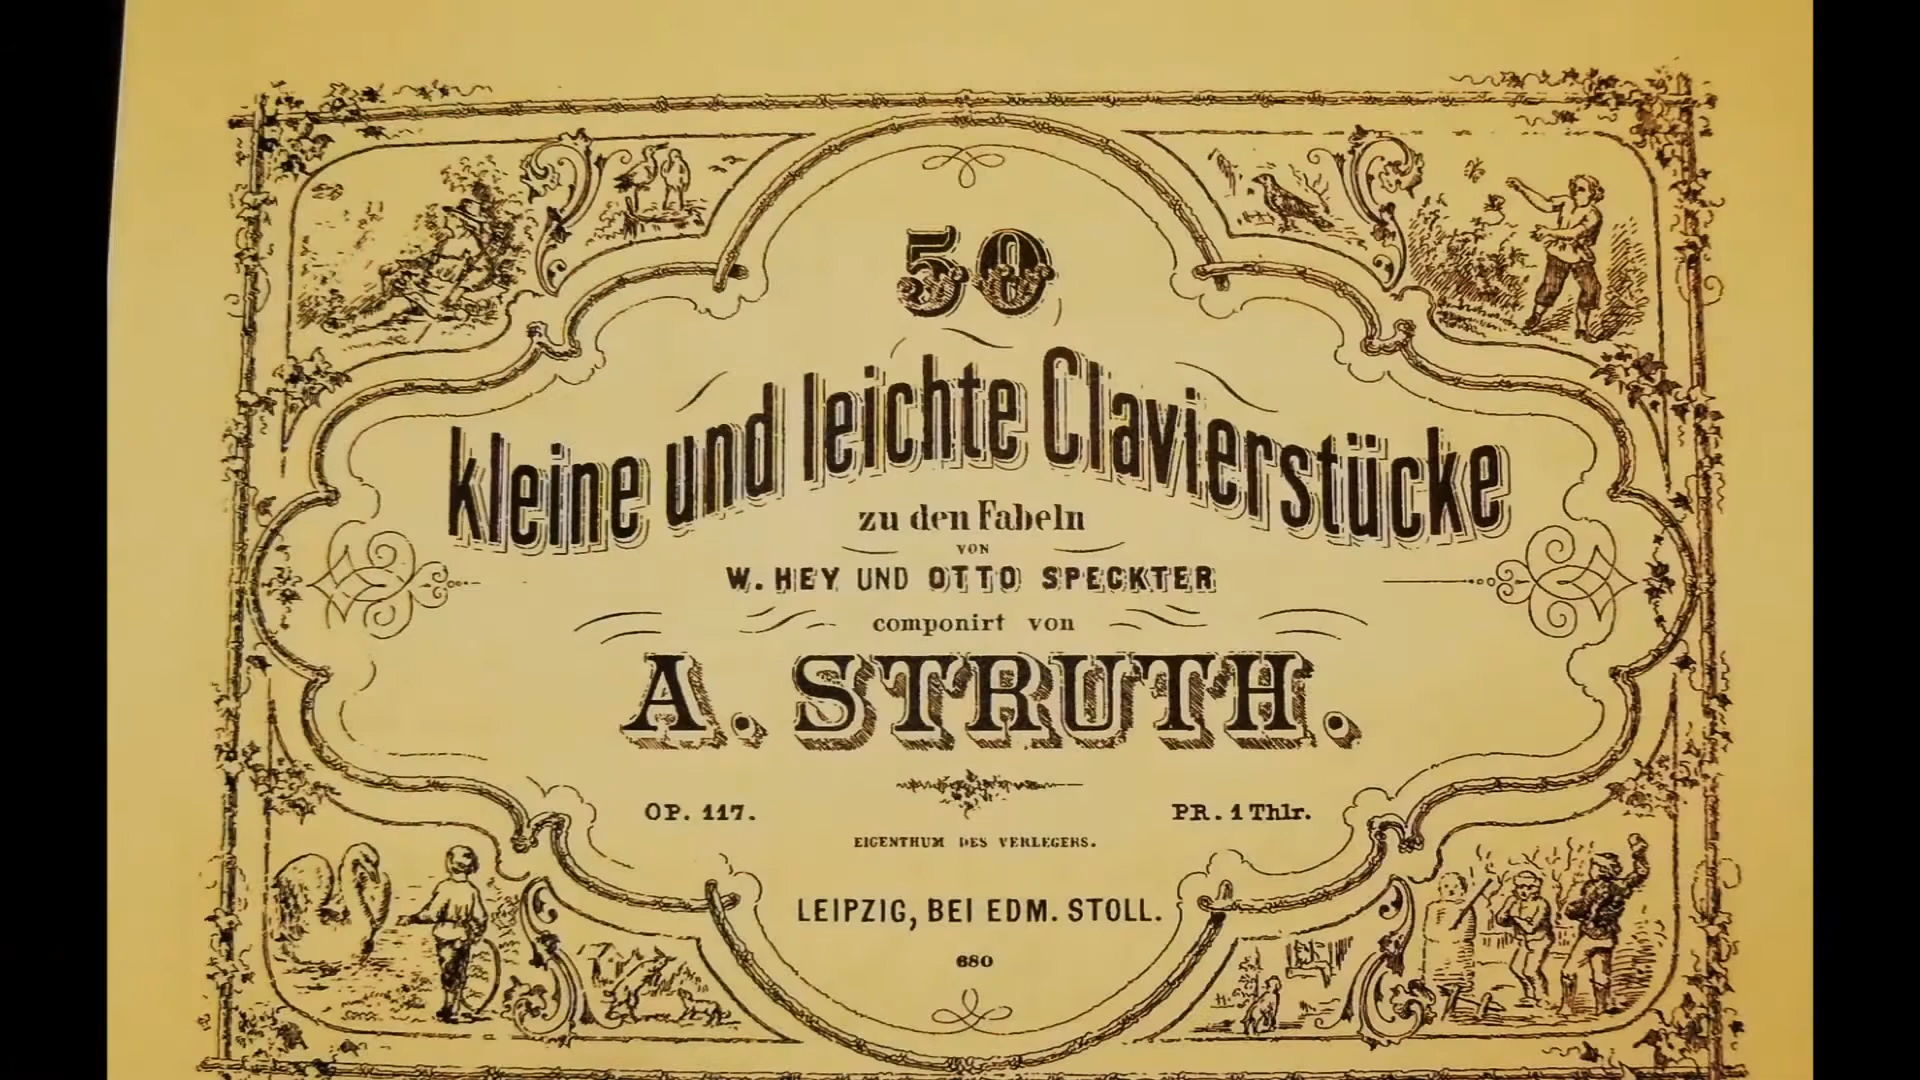 50
kleine und leichte Clavierstücke
zu den Fabeln
VON
W. HEY UND OTTO SPECKTER
componirt von
A. STRUTH.
OP. 117.
PR. 1 Thlr.
EIGENTHUM DES VERLEGERS.
LEIPZIG, BEI EDM. STOLL.
680